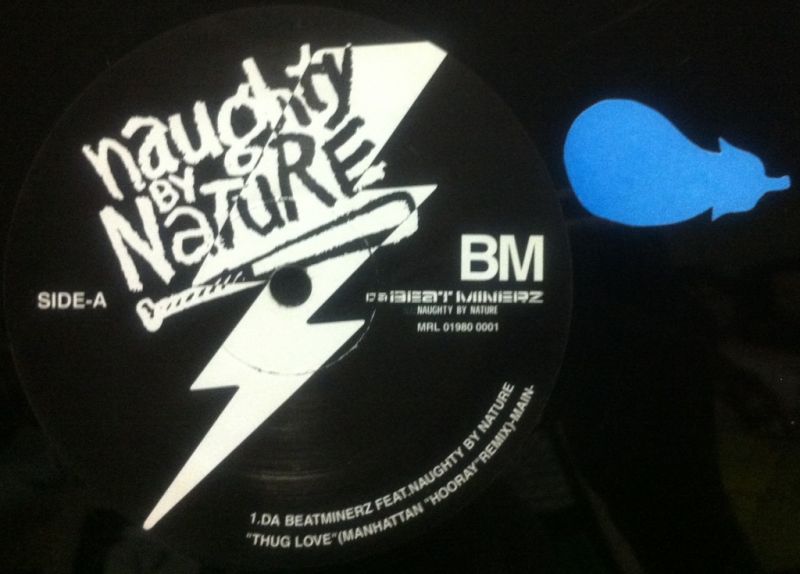 naughty
BY
NaTURE
SIDE-A
BM
Da BEAT MINERZ
NAUGHTY BY NATURE
MRL 01980 0001
1.DA BEATMINERZ FEAT.NAUGHTY BY NATURE
"THUG LOVE"(MANHATTAN "HOORAY"REMIX)-MAIN-